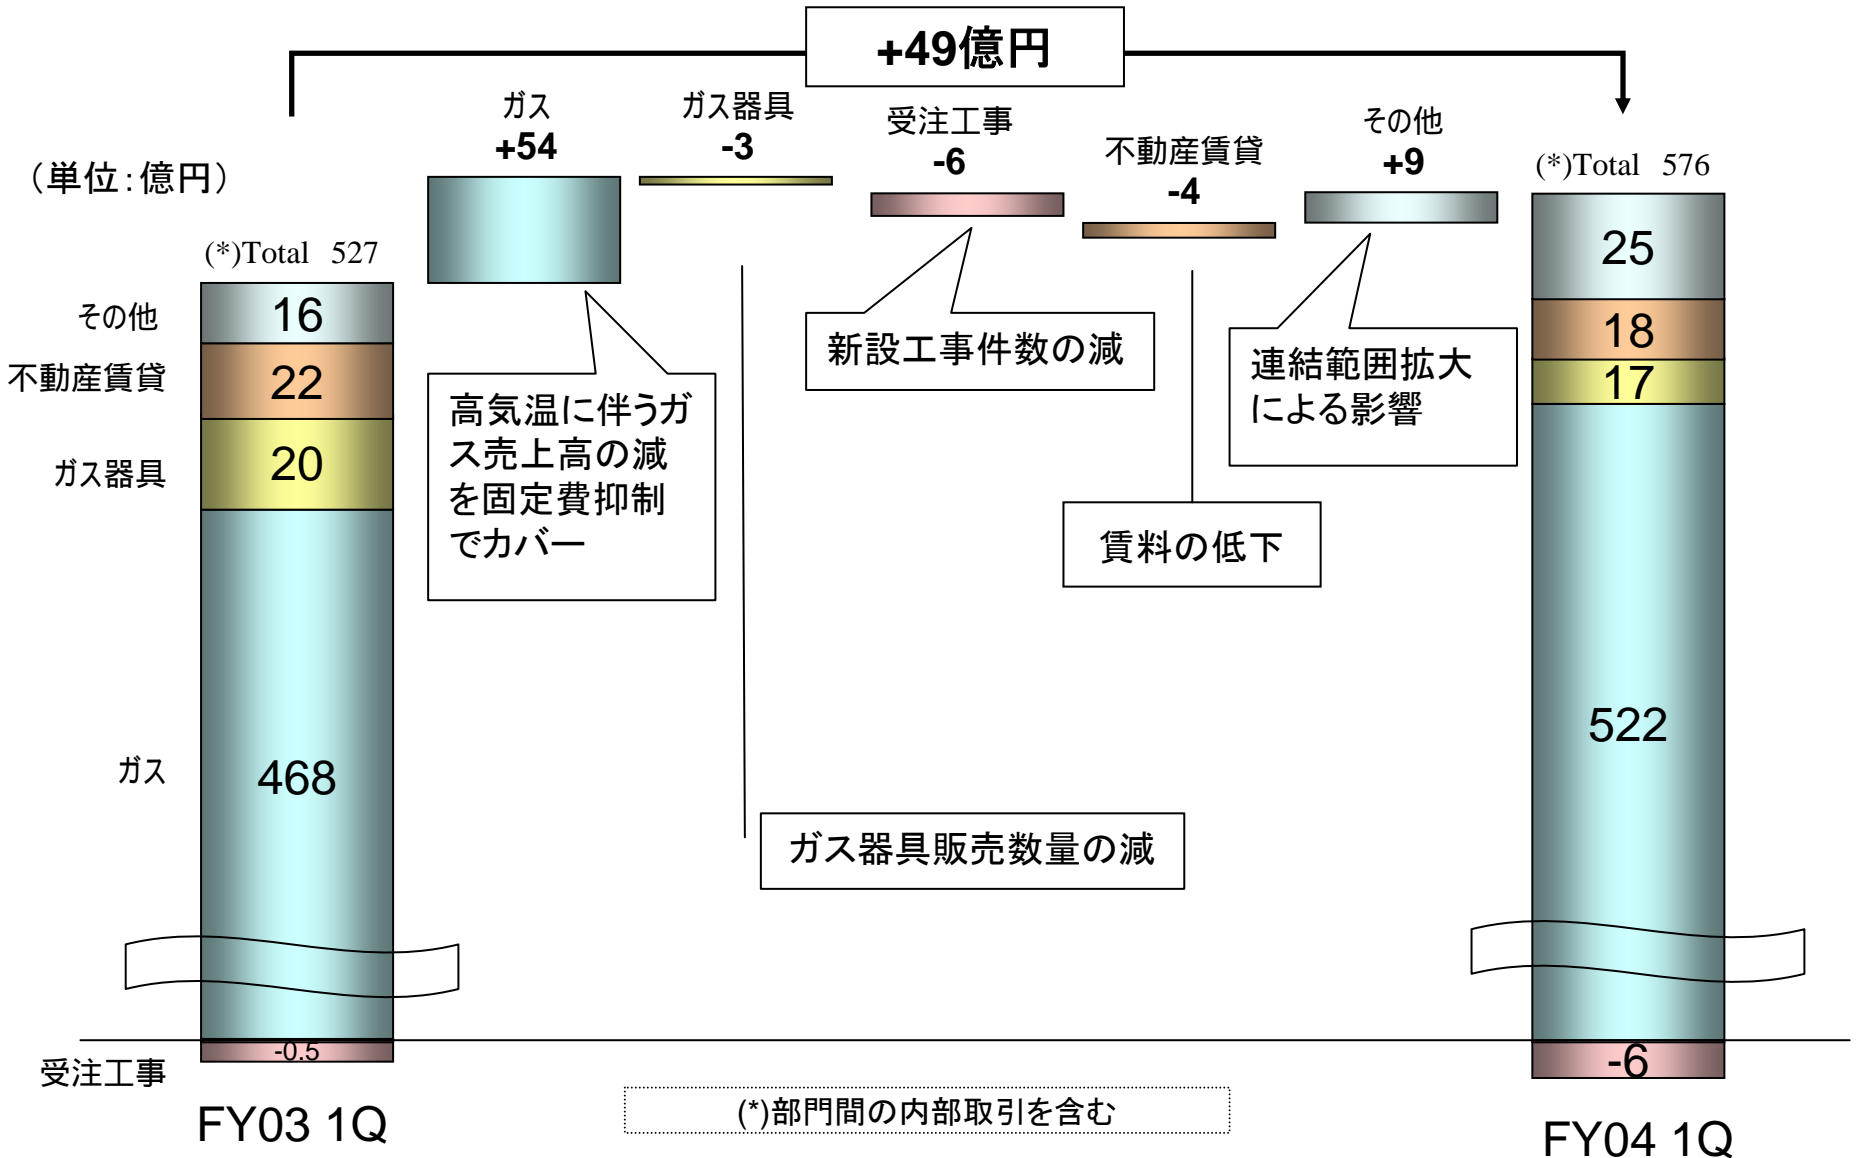 +49億円
ガス
+54
ガス器具
-3
受注工事
-6
不動産賃貸
-4
その他
+9
（単位：億円）
(*)Total 527
(*)Total 576
その他
16
不動産賃貸
22
ガス器具
20
ガス
468
受注工事
-0.5
FY03 1Q
高気温に伴うガ
ス売上高の減
を固定費抑制
でカバー
ガス器具販売数量の減
新設工事件数の減
賃料の低下
連結範囲拡大
による影響
25
18
17
522
-6
FY04 1Q
(*)部門間の内部取引を含む